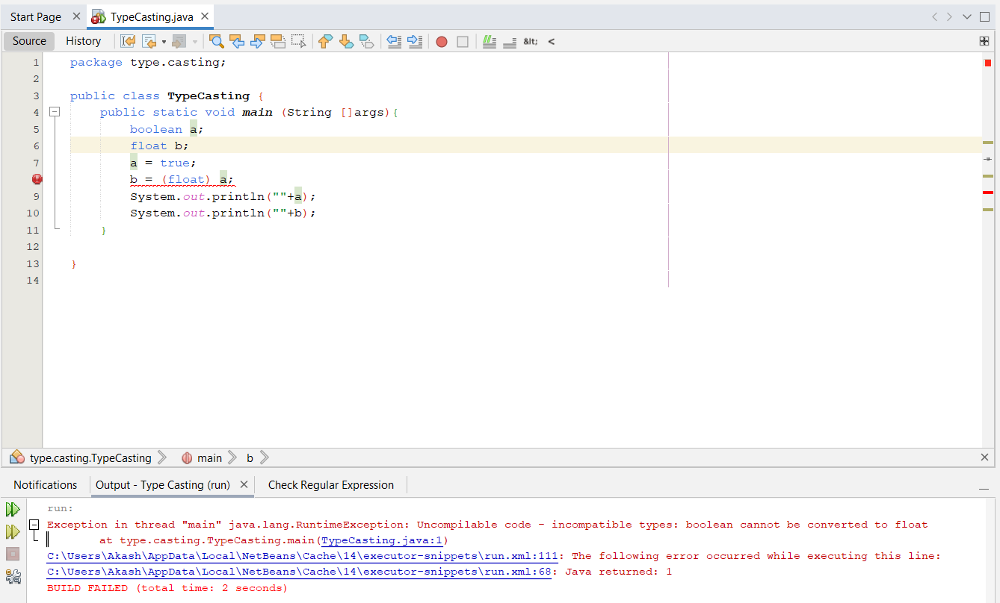 Start Page TypeCasting.java
Source History &lt; <
1 package type.casting;
2
3 public class TypeCasting {
4 public static void main (String []args){
5 boolean a;
6 float b;
7 a = true;
b = (float) a;
9 System.out.println(""+a);
10 System.out.println(""+b);
11 }
12
13 }
14
type.casting.TypeCasting main b
Notifications Output - Type Casting (run) Check Regular Expression
run:
Exception in thread "main" java.lang.RuntimeException: Uncompilable code - incompatible types: boolean cannot be converted to float
at type.casting.TypeCasting.main(TypeCasting.java:1)
C:\Users\Akash\AppData\Local\NetBeans\Cache\14\executor-snippets\run.xml:111: The following error occurred while executing this line:
C:\Users\Akash\AppData\Local\NetBeans\Cache\14\executor-snippets\run.xml:68: Java returned: 1
BUILD FAILED (total time: 2 seconds)